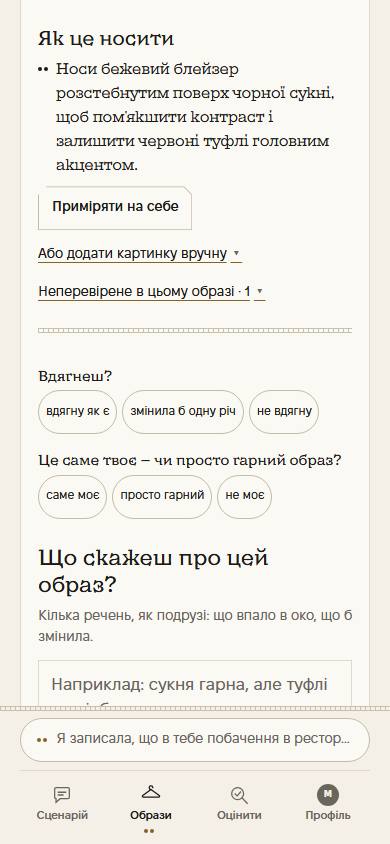 Як це носити
Носи бежевий блейзер
розстебнутим поверх чорної сукні,
щоб пом'якшити контраст і
залишити червоні туфлі головним
акцентом.
Приміряти на себе
Або додати картинку вручну
Неперевірене в цьому образі · 1
Вдягнеш?
вдягну як є
змінила б одну річ
не вдягну
Це саме твоє — чи просто гарний образ?
саме моє
просто гарний
не моє
Що скажеш про цей
образ?
Кілька речень, як подрузі: що впало в око, що б
змінила.
Наприклад: сукня гарна, але туфлі
Я записала, що в тебе побачення в рестор...
Сценарій
Образи
Оцінити
М
Профіль